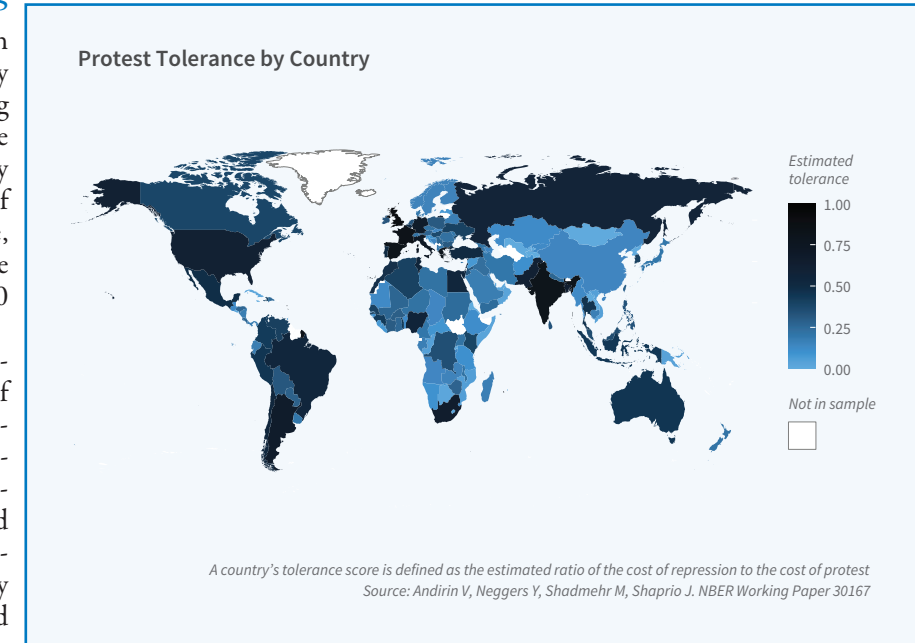 s
n
y
g
e
y
f
,
e
0
-
f
-
-
-
d
-
y
d
Protest Tolerance by Country
Estimated
tolerance
1.00
0.75
0.50
0.25
0.00
Not in sample
A country's tolerance score is defined as the estimated ratio of the cost of repression to the cost of protest
Source: Andirin V, Neggers Y, Shadmehr M, Shaprio J. NBER Working Paper 30167